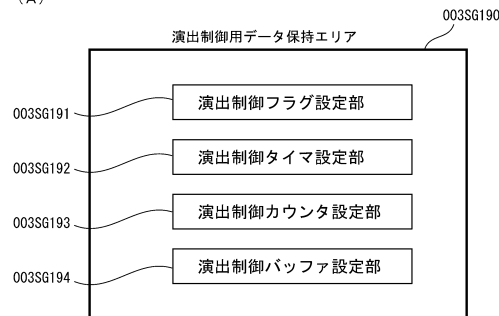 (A)
003SG190
演出制御用データ保持エリア
003SG191
演出制御フラグ設定部
003SG192
演出制御タイマ設定部
003SG193
演出制御カウンタ設定部
003SG194
演出制御バッファ設定部